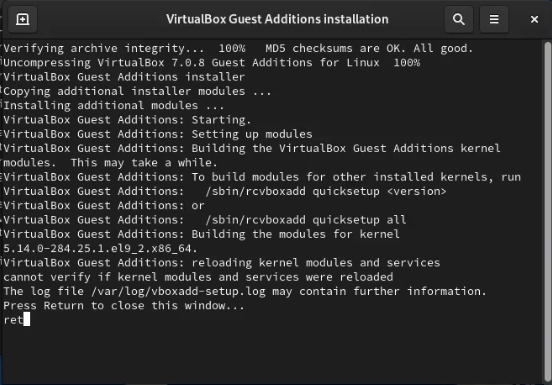 VirtualBox Guest Additions installation
Verifying archive integrity...  100%   MD5 checksums are OK. All good.
Uncompressing VirtualBox 7.0.8 Guest Additions for Linux  100%
VirtualBox Guest Additions installer
Copying additional installer modules ...
Installing additional modules ...
VirtualBox Guest Additions: Starting.
VirtualBox Guest Additions: Setting up modules
VirtualBox Guest Additions: Building the VirtualBox Guest Additions kernel
modules.  This may take a while.
VirtualBox Guest Additions: To build modules for other installed kernels, run
VirtualBox Guest Additions:   /sbin/rcvboxadd quicksetup <version>
VirtualBox Guest Additions: or
VirtualBox Guest Additions:   /sbin/rcvboxadd quicksetup all
VirtualBox Guest Additions: Building the modules for kernel
5.14.0-284.25.1.el9_2.x86_64.
VirtualBox Guest Additions: reloading kernel modules and services
cannot verify if kernel modules and services were reloaded
The log file /var/log/vboxadd-setup.log may contain further information.
Press Return to close this window...
ret